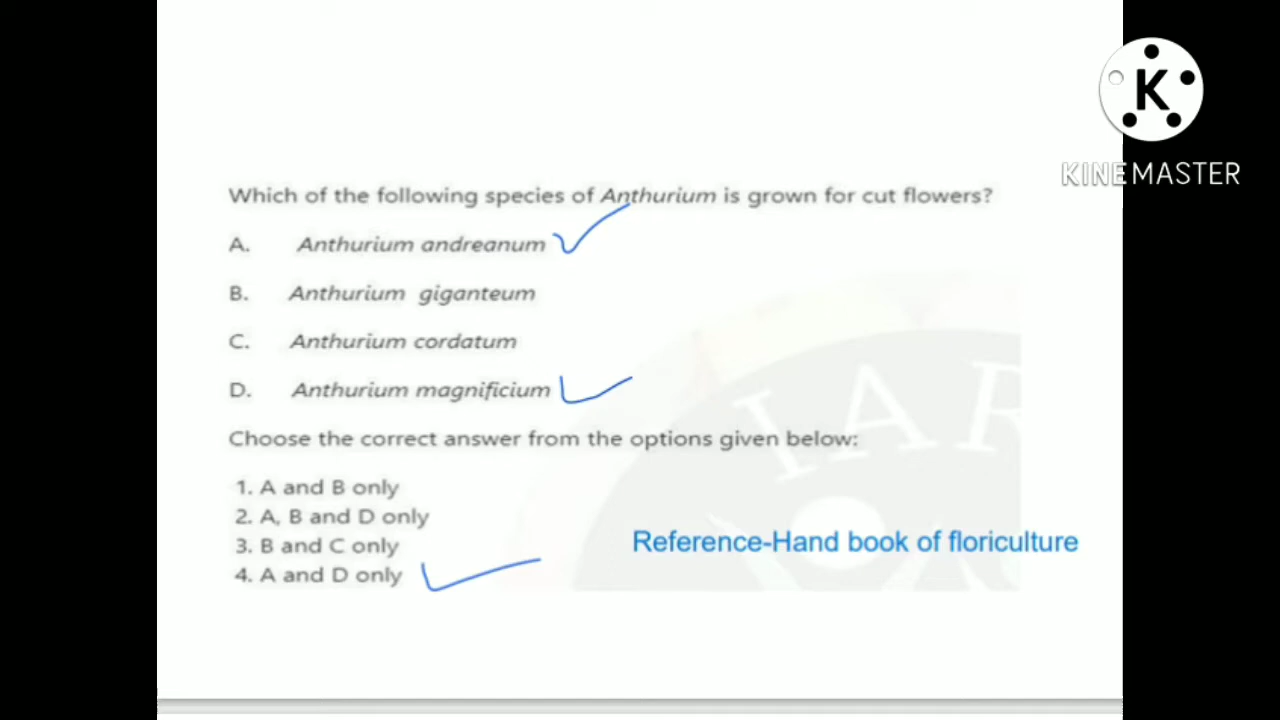 K
KINEMASTER
Which of the following species of Anthurium is grown for cut flowers?
A. Anthurium andreanum
B. Anthurium giganteum
C. Anthurium cordatum
D. Anthurium magnificium
Choose the correct answer from the options given below:
1. A and B only
2. A, B and D only
3. B and C only
4. A and D only
Reference-Hand book of floriculture
IAR